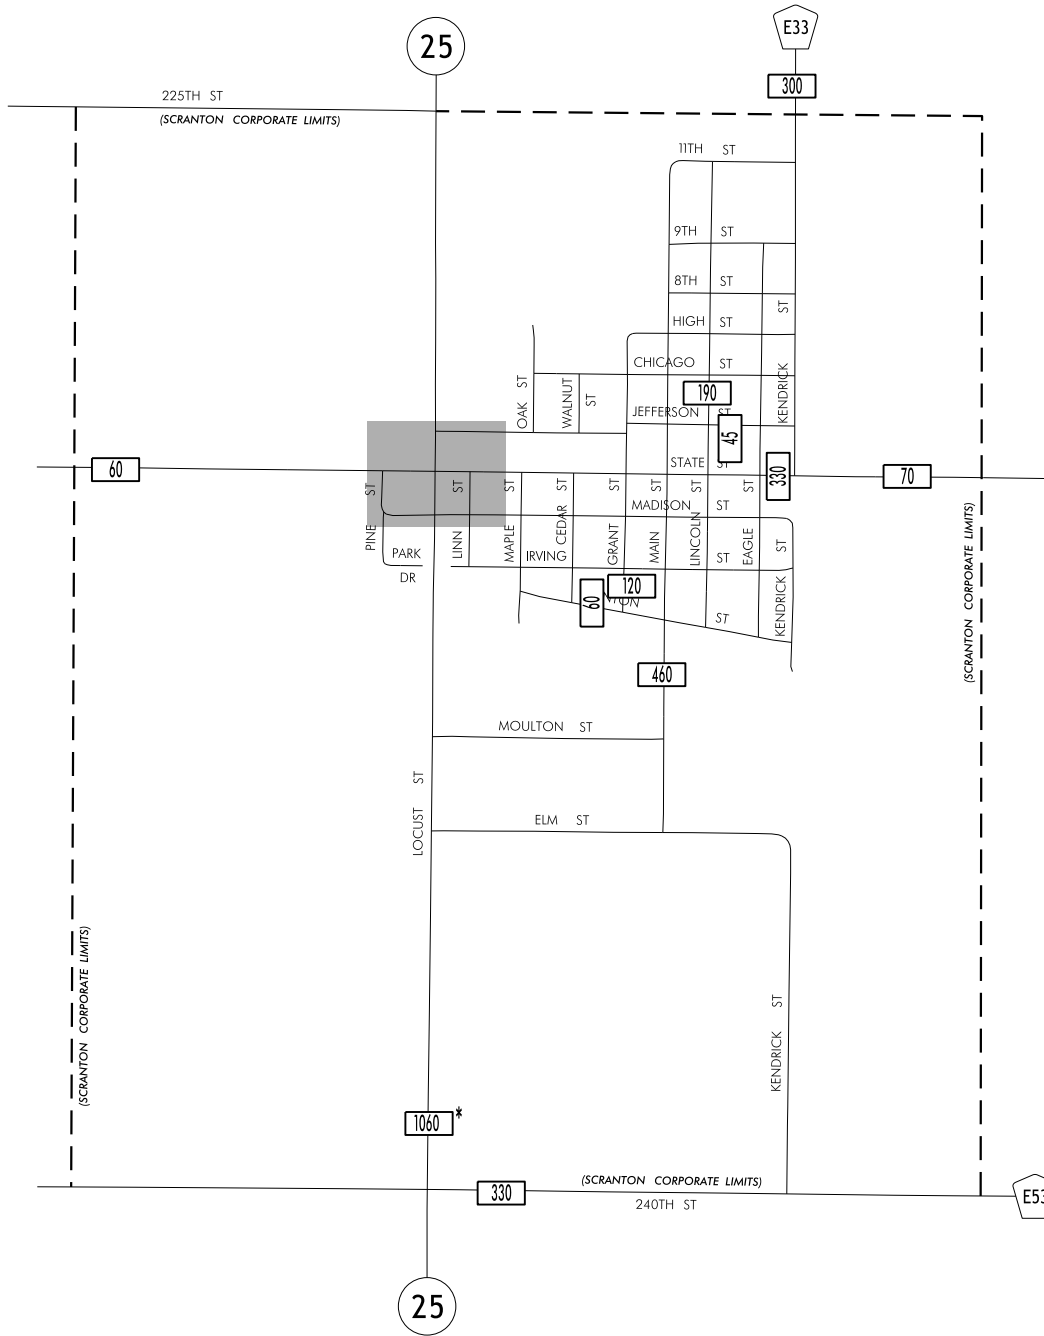 25
E33
300
225TH ST
(SCRANTON CORPORATE LIMITS)
11TH ST
9TH ST
8TH ST
HIGH ST
ST
CHICAGO ST
KENDRICK
190
OAK ST
WALNUT ST
JEFFERSON ST
45
60
STATE ST
330
70
PINE ST
LINN ST
MAPLE ST
CEDAR ST
GRANT ST
MAIN ST
LINCOLN ST
EAGLE ST
MADISON ST
PARK DR
IRVING ST
KENDRICK ST
60
120
ST
(SCRANTON CORPORATE LIMITS)
460
MOULTON ST
LOCUST ST
ELM ST
(SCRANTON CORPORATE LIMITS)
KENDRICK ST
1060*
330
(SCRANTON CORPORATE LIMITS)
240TH ST
E53
25